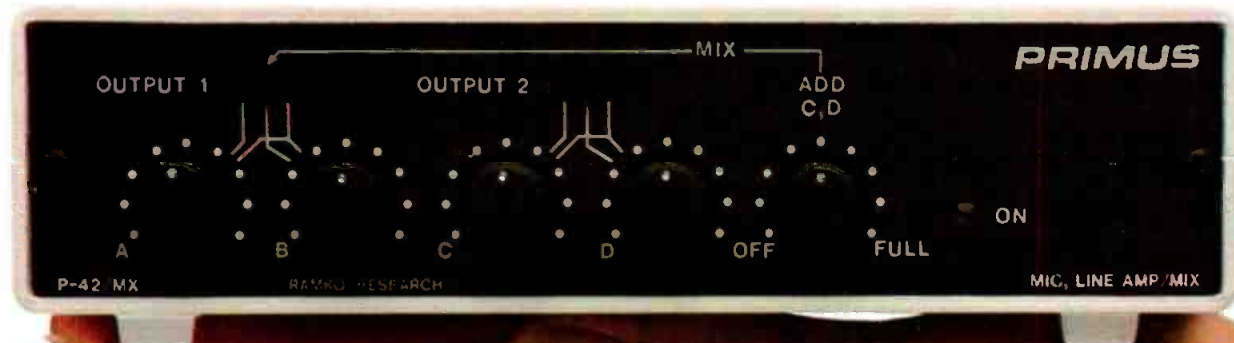 MIX
PRIMUS
OUTPUT 1
OUTPUT 2
ADD
C,D
ON
A
B
C
D
OFF
FULL
P-42/MX
RAMKO RESEARCH
MIC, LINE AMP/MIX